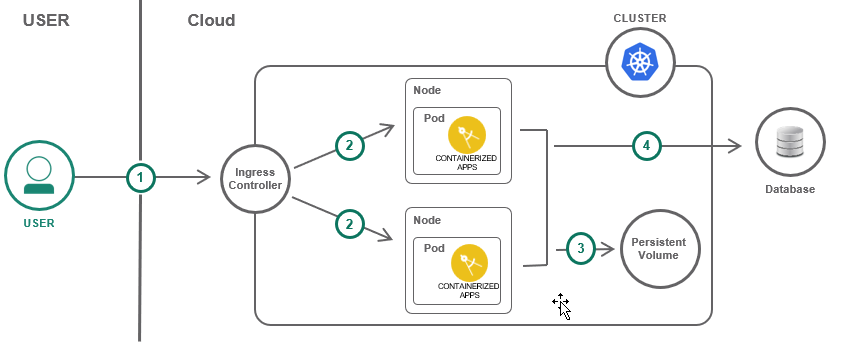 USER
Cloud
CLUSTER
Node
Pod
CONTAINERIZED
APPS
2
4
1
Ingress
Controller
USER
Database
Node
Pod
CONTAINERIZED
APPS
2
3
Persistent
Volume